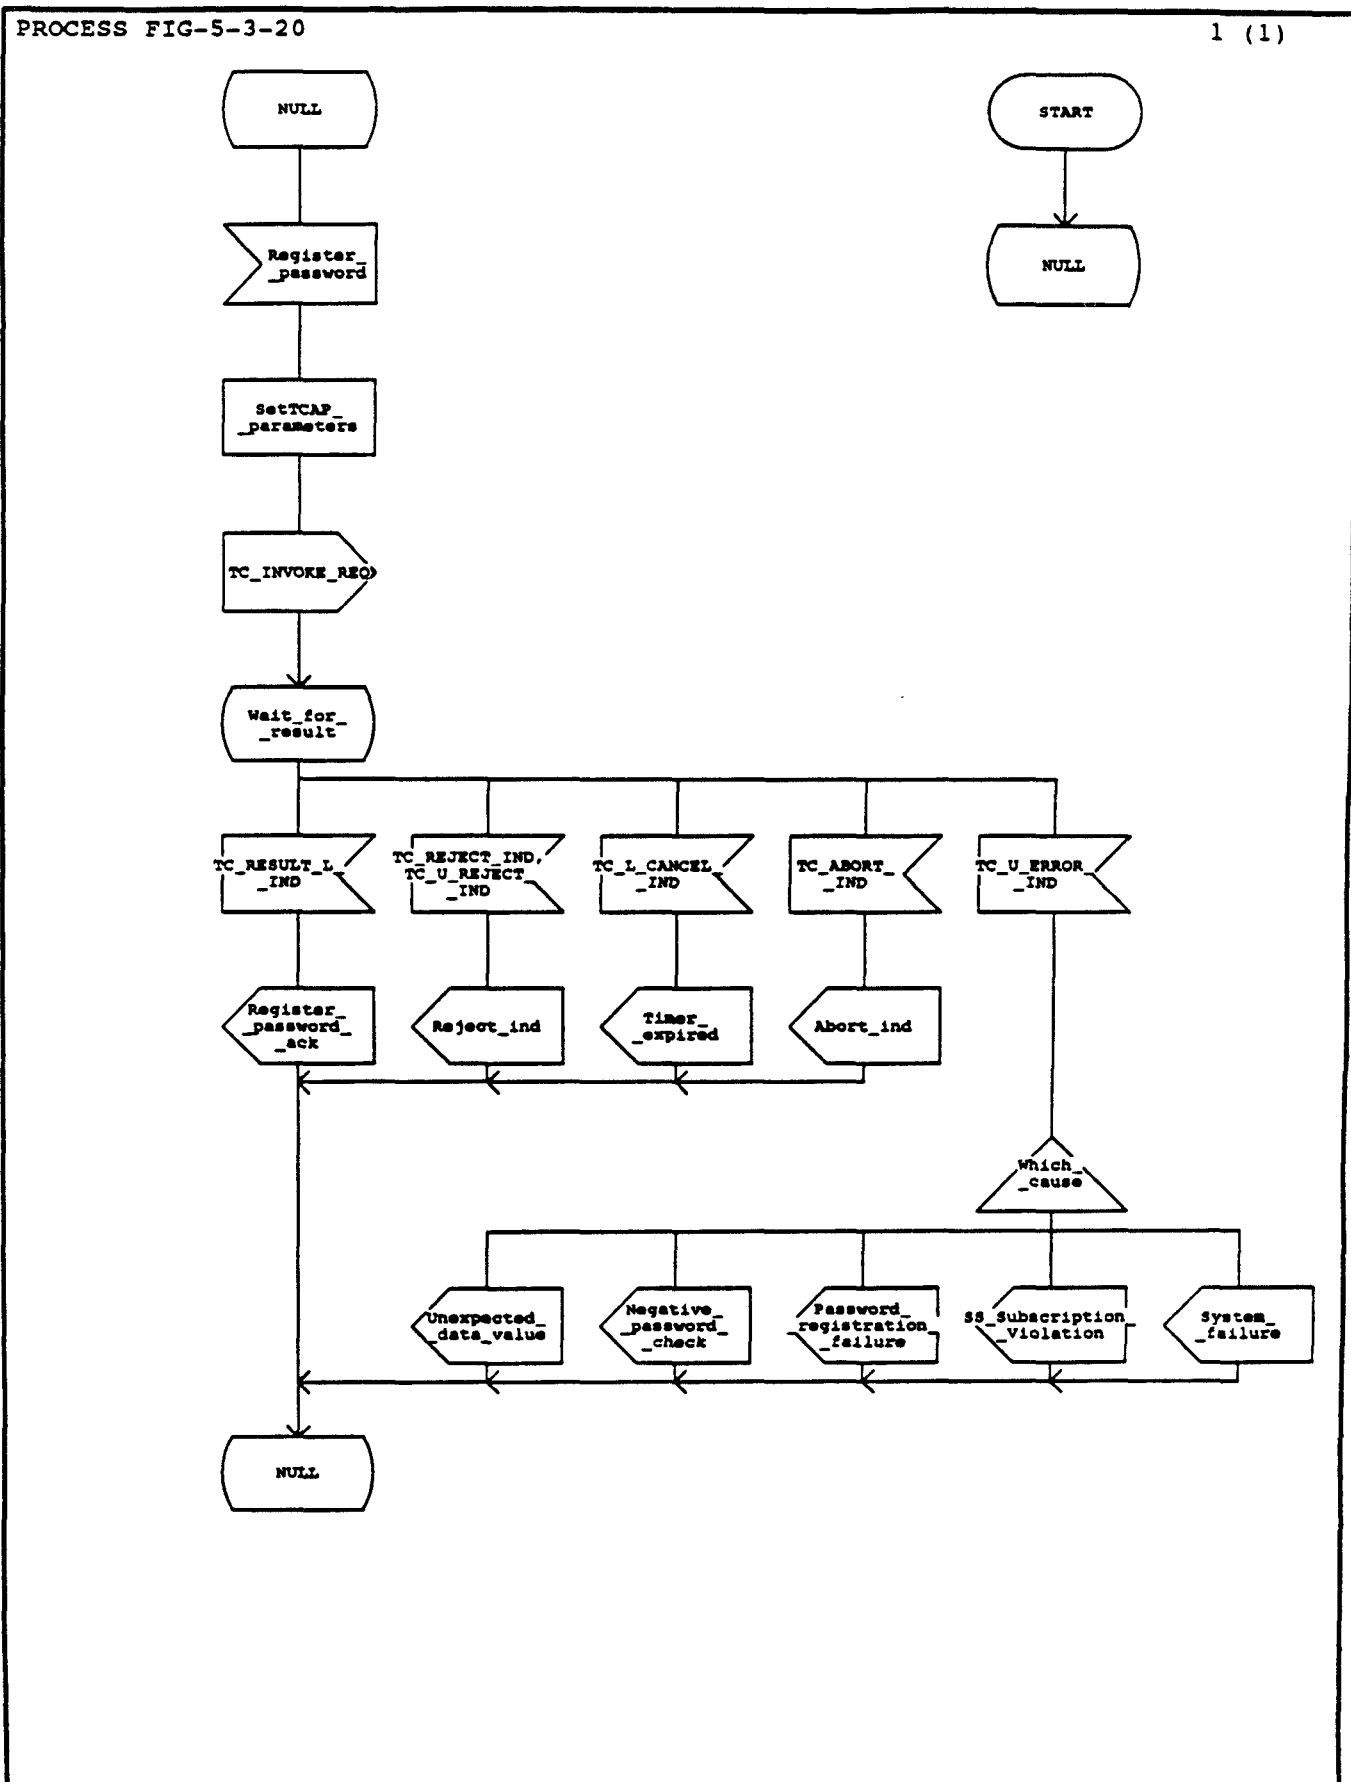 PROCESS FIG-5-3-20
1 (1)
NULL
START
Register_
_password
NULL
SetTCAP_
_parameters
TC_INVOKE_REQ
Wait_for_
_result
TC_RESULT_L_
_IND
TC_REJECT_IND,
TC_U_REJECT_
_IND
TC_L_CANCEL_
_IND
TC_ABORT_
_IND
TC_U_ERROR_
_IND
Register_
_password_
_ack
Reject_ind
Timer_
_expired
Abort_ind
Which_
_cause
Unexpected_
_data_value
Negative_
_password_
_check
Password_
_registration_
_failure
SS_Subscription_
_Violation
System_
_failure
NULL